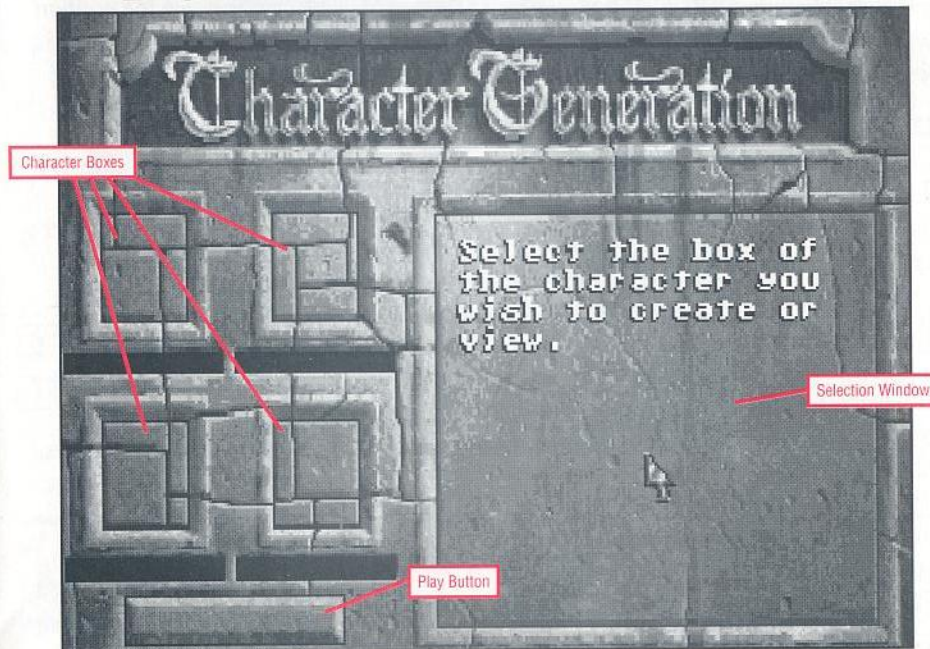 Character Generation
Character Boxes
Select the box of
the character you
wish to create or
view.
Selection Window
Play Button